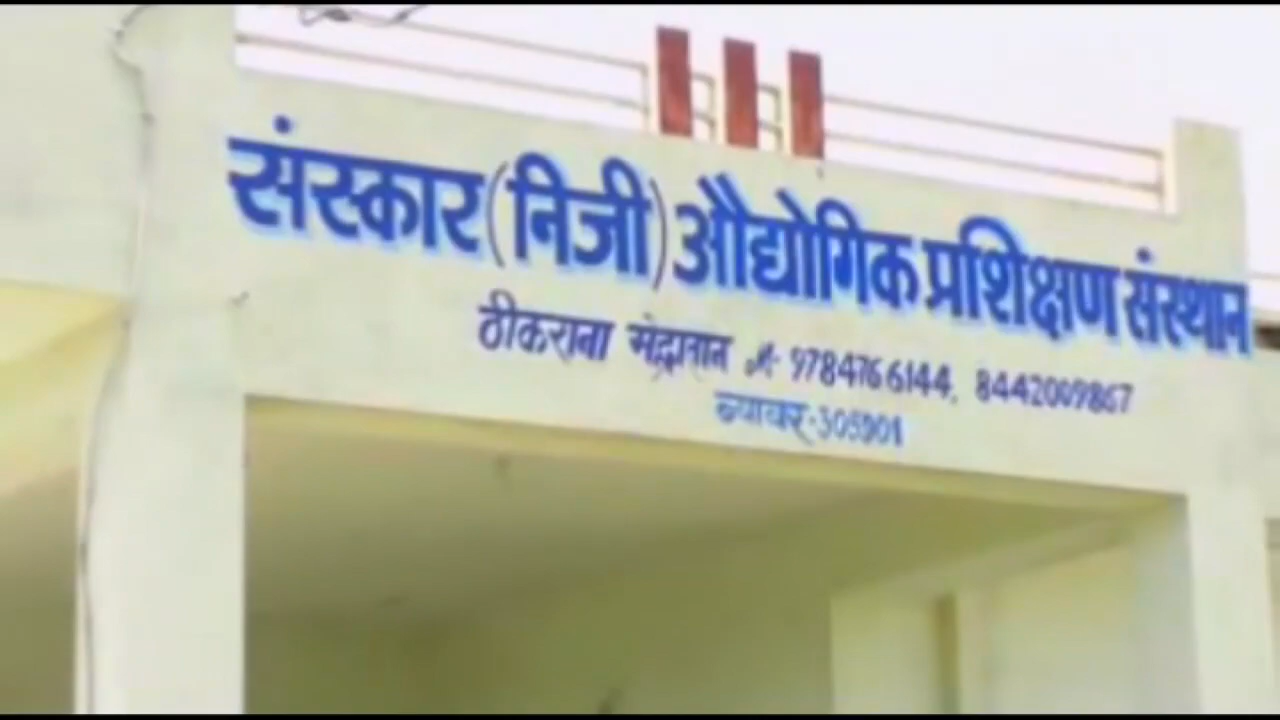 संस्कार (निजी) औद्योगिक प्रशिक्षण संस्थान
ठीकराना मेंद्रातान मो:- 9784766144, 8442009867
ब्यावर-305901